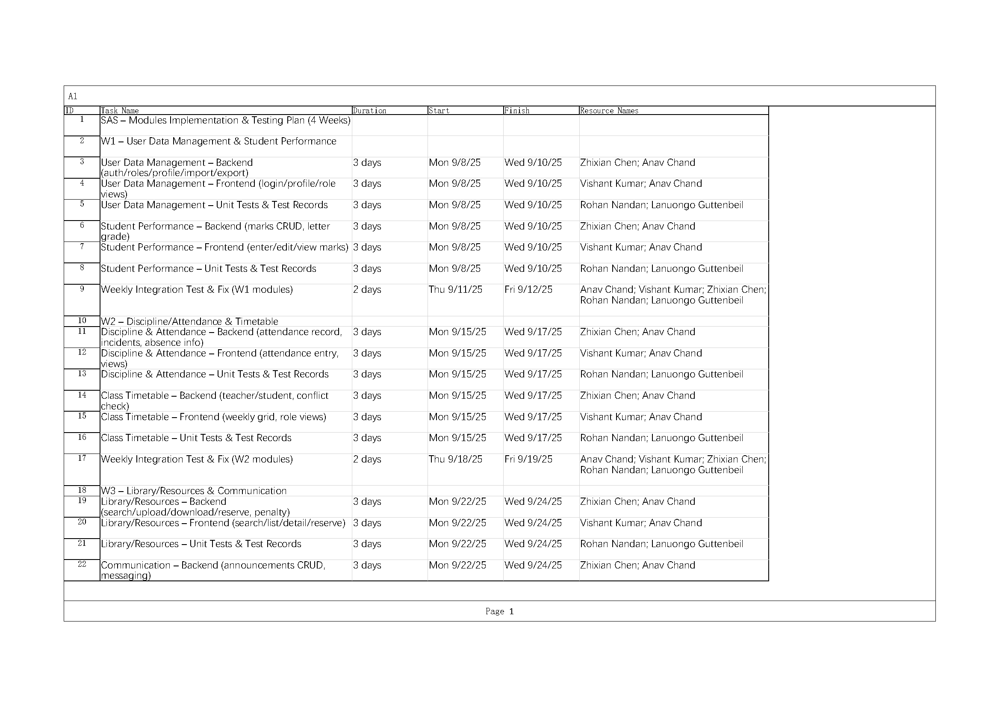 A1
ID Task Name Duration Start Finish Resource Names
1 SAS – Modules Implementation & Testing Plan (4 Weeks)
2 W1 – User Data Management & Student Performance
3 User Data Management – Backend 3 days Mon 9/8/25 Wed 9/10/25 Zhixian Chen; Anav Chand
(auth/roles/profile/import/export)
4 User Data Management – Frontend (login/profile/role 3 days Mon 9/8/25 Wed 9/10/25 Vishant Kumar; Anav Chand
views)
5 User Data Management – Unit Tests & Test Records 3 days Mon 9/8/25 Wed 9/10/25 Rohan Nandan; Lanuongo Guttenbeil
6 Student Performance – Backend (marks CRUD, letter 3 days Mon 9/8/25 Wed 9/10/25 Zhixian Chen; Anav Chand
grade)
7 Student Performance – Frontend (enter/edit/view marks) 3 days Mon 9/8/25 Wed 9/10/25 Vishant Kumar; Anav Chand
8 Student Performance – Unit Tests & Test Records 3 days Mon 9/8/25 Wed 9/10/25 Rohan Nandan; Lanuongo Guttenbeil
9 Weekly Integration Test & Fix (W1 modules) 2 days Thu 9/11/25 Fri 9/12/25 Anav Chand; Vishant Kumar; Zhixian Chen;
Rohan Nandan; Lanuongo Guttenbeil
10 W2 – Discipline/Attendance & Timetable
11 Discipline & Attendance – Backend (attendance record, 3 days Mon 9/15/25 Wed 9/17/25 Zhixian Chen; Anav Chand
incidents, absence info)
12 Discipline & Attendance – Frontend (attendance entry, 3 days Mon 9/15/25 Wed 9/17/25 Vishant Kumar; Anav Chand
views)
13 Discipline & Attendance – Unit Tests & Test Records 3 days Mon 9/15/25 Wed 9/17/25 Rohan Nandan; Lanuongo Guttenbeil
14 Class Timetable – Backend (teacher/student, conflict 3 days Mon 9/15/25 Wed 9/17/25 Zhixian Chen; Anav Chand
check)
15 Class Timetable – Frontend (weekly grid, role views) 3 days Mon 9/15/25 Wed 9/17/25 Vishant Kumar; Anav Chand
16 Class Timetable – Unit Tests & Test Records 3 days Mon 9/15/25 Wed 9/17/25 Rohan Nandan; Lanuongo Guttenbeil
17 Weekly Integration Test & Fix (W2 modules) 2 days Thu 9/18/25 Fri 9/19/25 Anav Chand; Vishant Kumar; Zhixian Chen;
Rohan Nandan; Lanuongo Guttenbeil
18 W3 – Library/Resources & Communication
19 Library/Resources – Backend 3 days Mon 9/22/25 Wed 9/24/25 Zhixian Chen; Anav Chand
(search/upload/download/reserve, penalty)
20 Library/Resources – Frontend (search/list/detail/reserve) 3 days Mon 9/22/25 Wed 9/24/25 Vishant Kumar; Anav Chand
21 Library/Resources – Unit Tests & Test Records 3 days Mon 9/22/25 Wed 9/24/25 Rohan Nandan; Lanuongo Guttenbeil
22 Communication – Backend (announcements CRUD, 3 days Mon 9/22/25 Wed 9/24/25 Zhixian Chen; Anav Chand
messaging)
Page 1